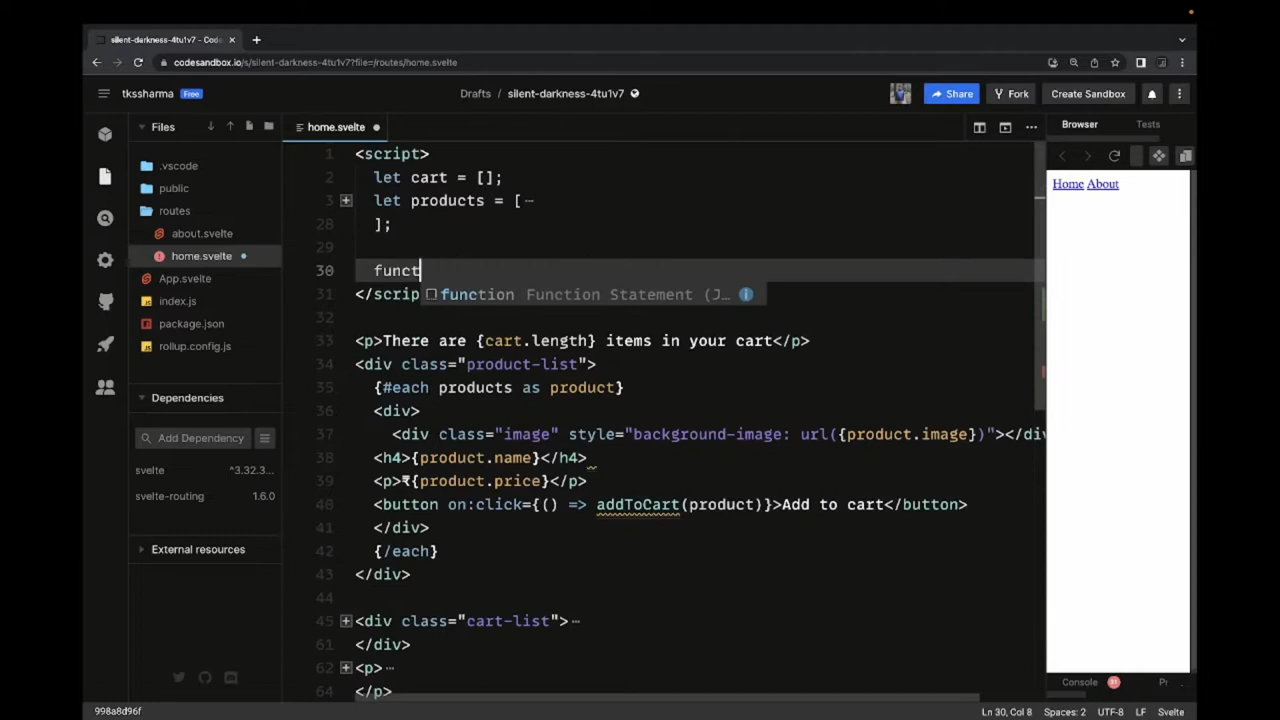 silent-darkness-4tu1v7 - Code
codesandbox.io/s/silent-darkness-4tu1v7?file=/routes/home.svelte
tkssharma Free
Drafts / silent-darkness-4tu1v7
Share Fork Create Sandbox
Files
home.svelte
Browser Tests
.vscode
public
routes
about.svelte
home.svelte
App.svelte
index.js
package.json
rollup.config.js
Dependencies
Add Dependency
svelte ^3.32.3...
svelte-routing 1.6.0
External resources
1 <script>
2 let cart = [];
3 let products = [
28 ];
29
30 funct
function Function Statement (J...
31 </scrip
32
33 <p>There are {cart.length} items in your cart</p>
34 <div class="product-list">
35 {#each products as product}
36 <div>
37 <div class="image" style="background-image: url({product.image})"></div
38 <h4>{product.name}</h4>
39 <p>₹{product.price}</p>
40 <button on:click={() => addToCart(product)}>Add to cart</button>
41 </div>
42 {/each}
43 </div>
44
45 <div class="cart-list">
61 </div>
62 <p>
64 </p>
Home About
Console Pr
998a8d96f
Ln 30, Col 8 Spaces: 2 UTF-8 LF Svelte